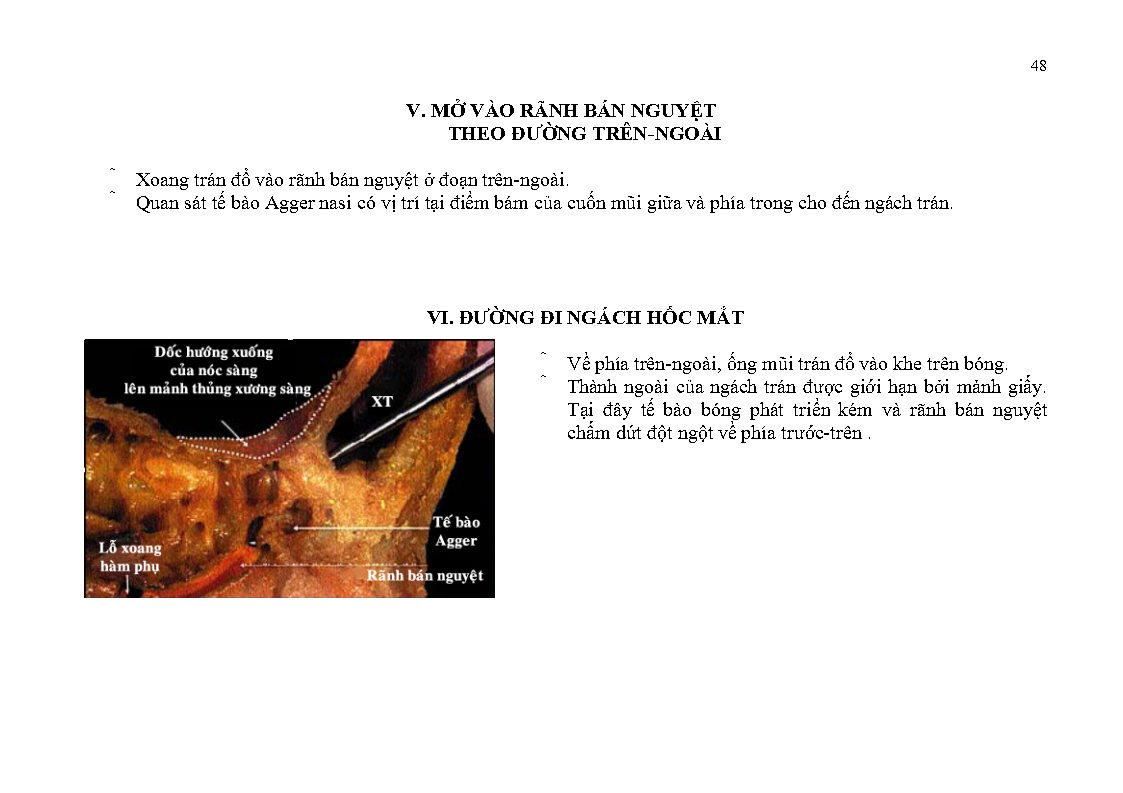 48
V. MỞ VÀO RÃNH BÁN NGUYỆT
THEO ĐƯỜNG TRÊN-NGOÀI
Xoang trán đổ vào rãnh bán nguyệt ở đoạn trên-ngoài.
Quan sát tế bào Agger nasi có vị trí tại điểm bám của cuốn mũi giữa và phía trong cho đến ngách trán.
VI. ĐƯỜNG ĐI NGÁCH HỐC MẮT
Dốc hướng xuống
của nóc sàng
lên mảnh thủng xương sàng
XT
Tế bào
Agger
Lỗ xoang
hàm phụ
Rãnh bán nguyệt
Về phía trên-ngoài, ống mũi trán đổ vào khe trên bóng.
Thành ngoài của ngách trán được giới hạn bởi mảnh giấy.
Tại đây tế bào bóng phát triển kém và rãnh bán nguyệt
chấm dứt đột ngột về phía trước-trên .